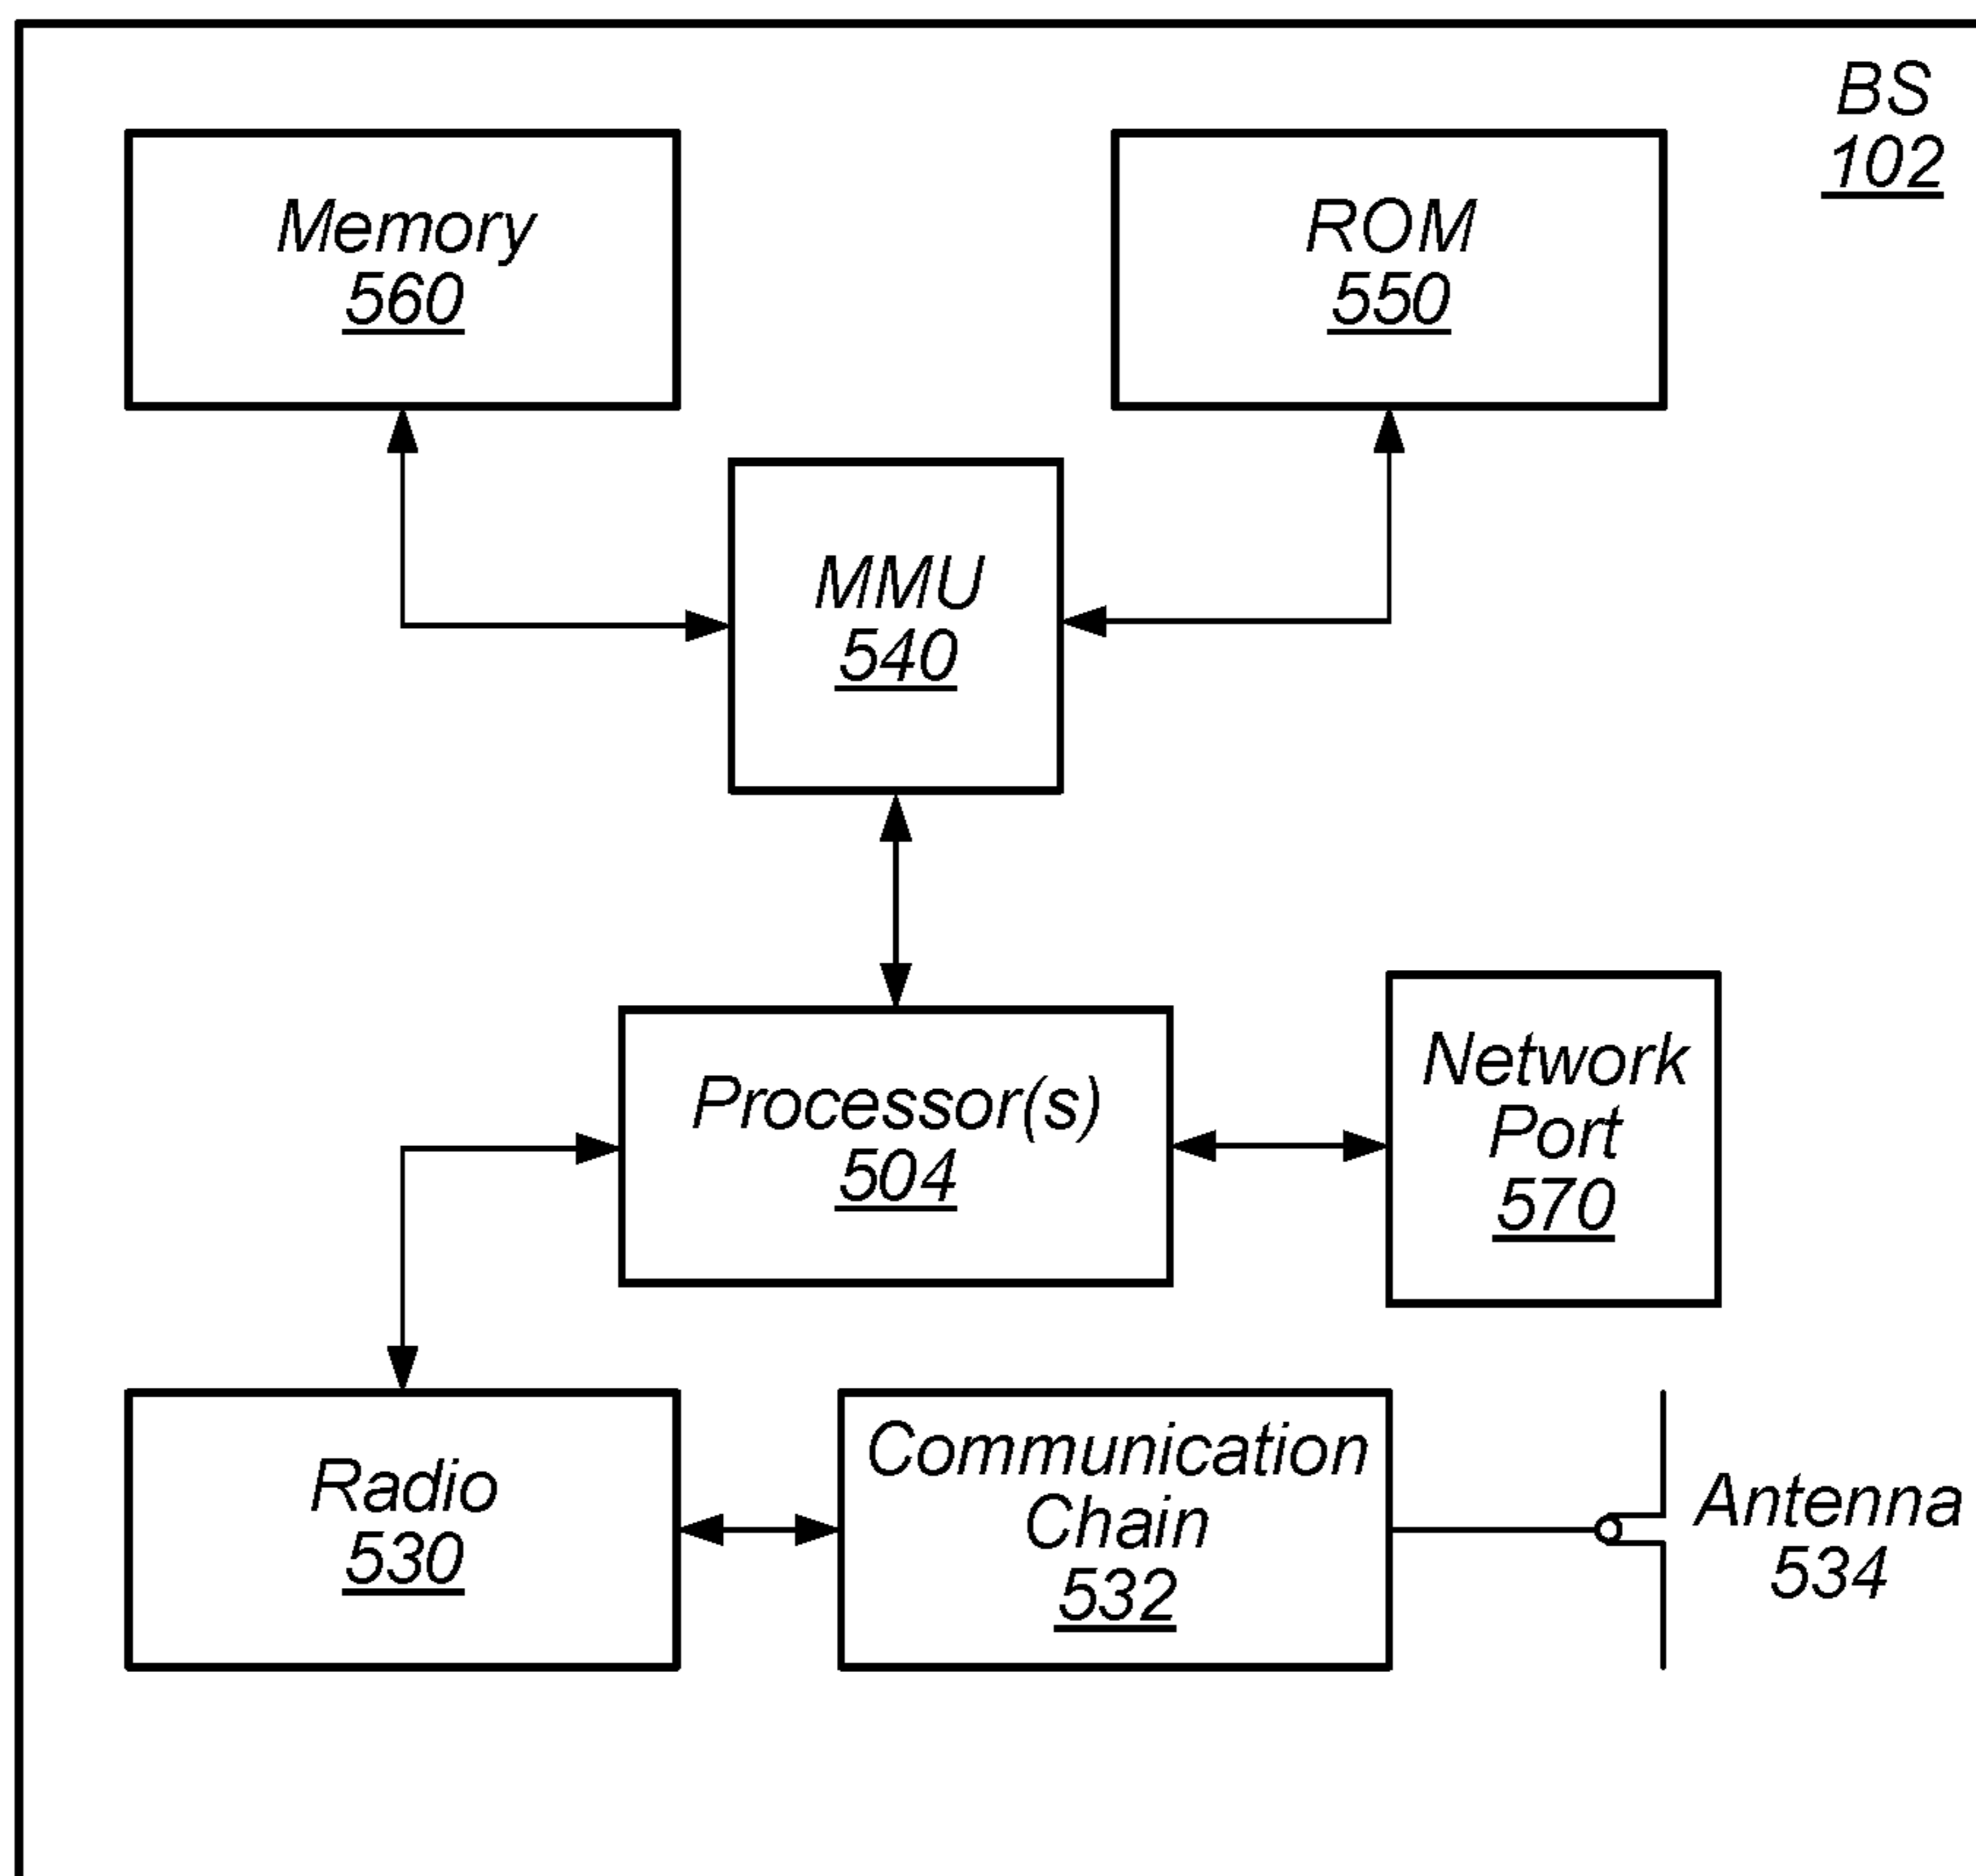 BS
102
Memory
560
ROM
550
MMU
540
Processor(s)
504
Network
Port
570
Radio
530
Communication
Chain
532
Antenna
534